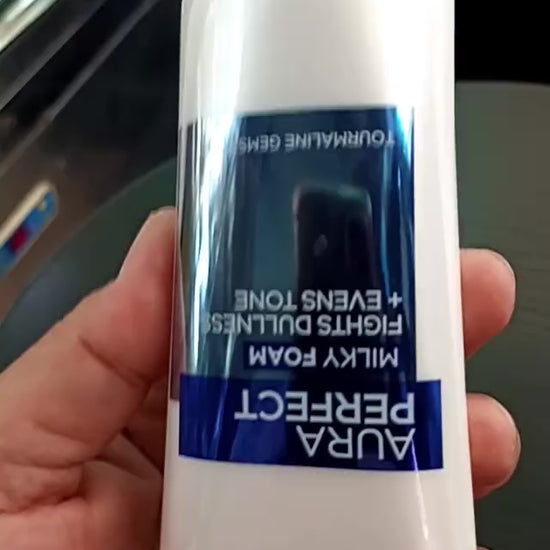 AURA
PERFECT
MILKY FOAM
FIGHTS DULLNESS
+ EVENS TONE
TOURMALINE GEMS